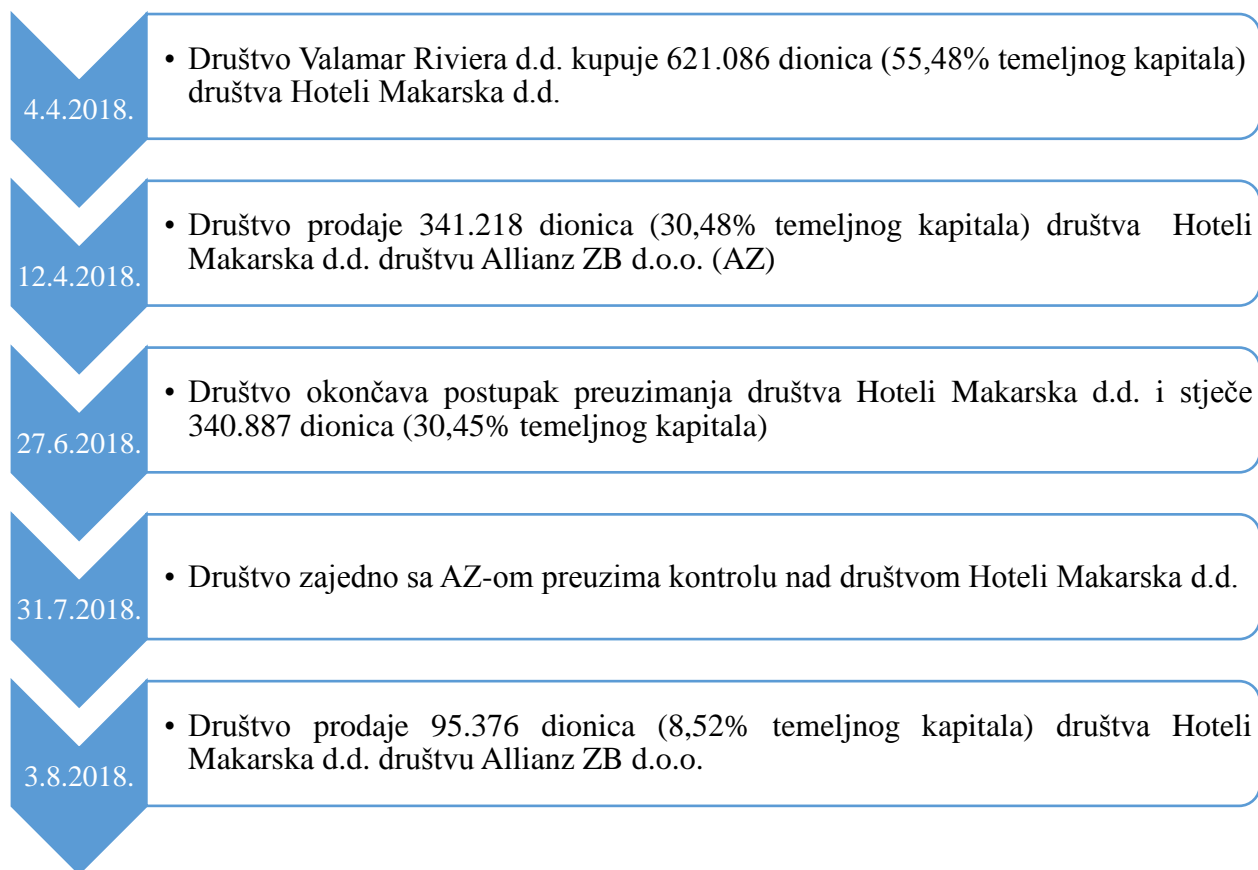 4.4.2018.
• Društvo Valamar Riviera d.d. kupuje 621.086 dionica (55,48% temeljnog kapitala)
društva Hoteli Makarska d.d.
12.4.2018.
• Društvo prodaje 341.218 dionica (30,48% temeljnog kapitala) društva Hoteli
Makarska d.d. društvu Allianz ZB d.o.o. (AZ)
27.6.2018.
• Društvo okončava postupak preuzimanja društva Hoteli Makarska d.d. i stječe
340.887 dionica (30,45% temeljnog kapitala)
31.7.2018.
• Društvo zajedno sa AZ-om preuzima kontrolu nad društvom Hoteli Makarska d.d.
3.8.2018.
• Društvo prodaje 95.376 dionica (8,52% temeljnog kapitala) društva Hoteli
Makarska d.d. društvu Allianz ZB d.o.o.